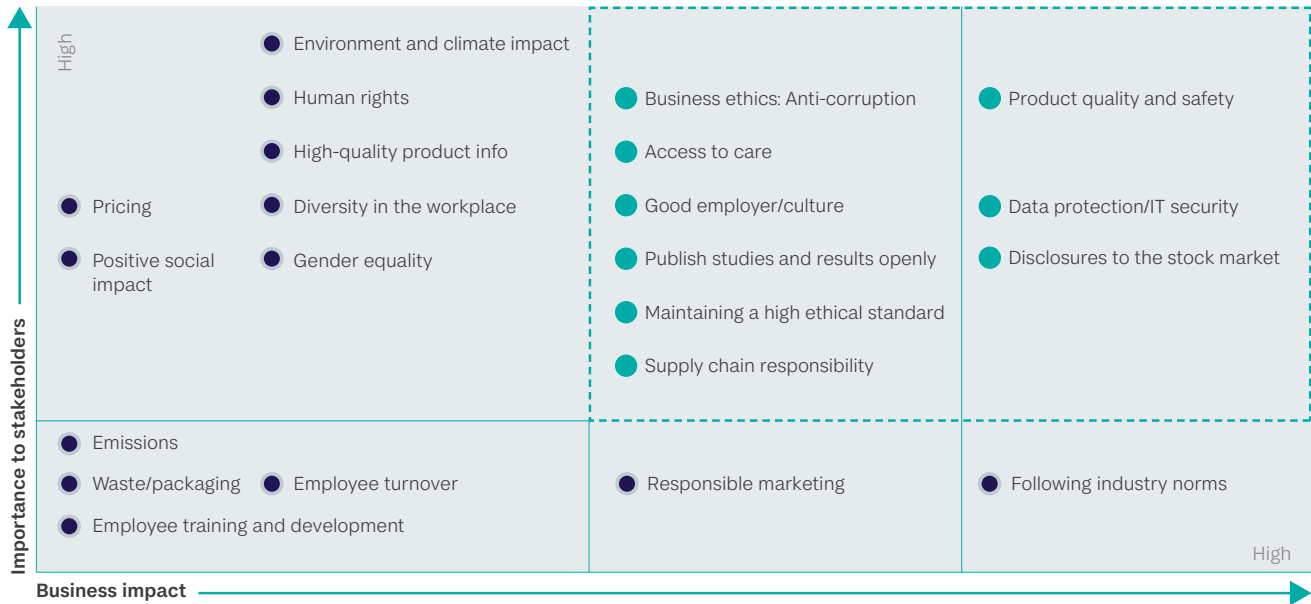 High
Environment and climate impact
Human rights
High-quality product info
Pricing
Diversity in the workplace
Positive social
impact
Gender equality
Business ethics: Anti-corruption
Access to care
Good employer/culture
Publish studies and results openly
Maintaining a high ethical standard
Supply chain responsibility
Product quality and safety
Data protection/IT security
Disclosures to the stock market
Emissions
Waste/packaging
Employee turnover
Employee training and development
Responsible marketing
Following industry norms
High
Importance to stakeholders
Business impact